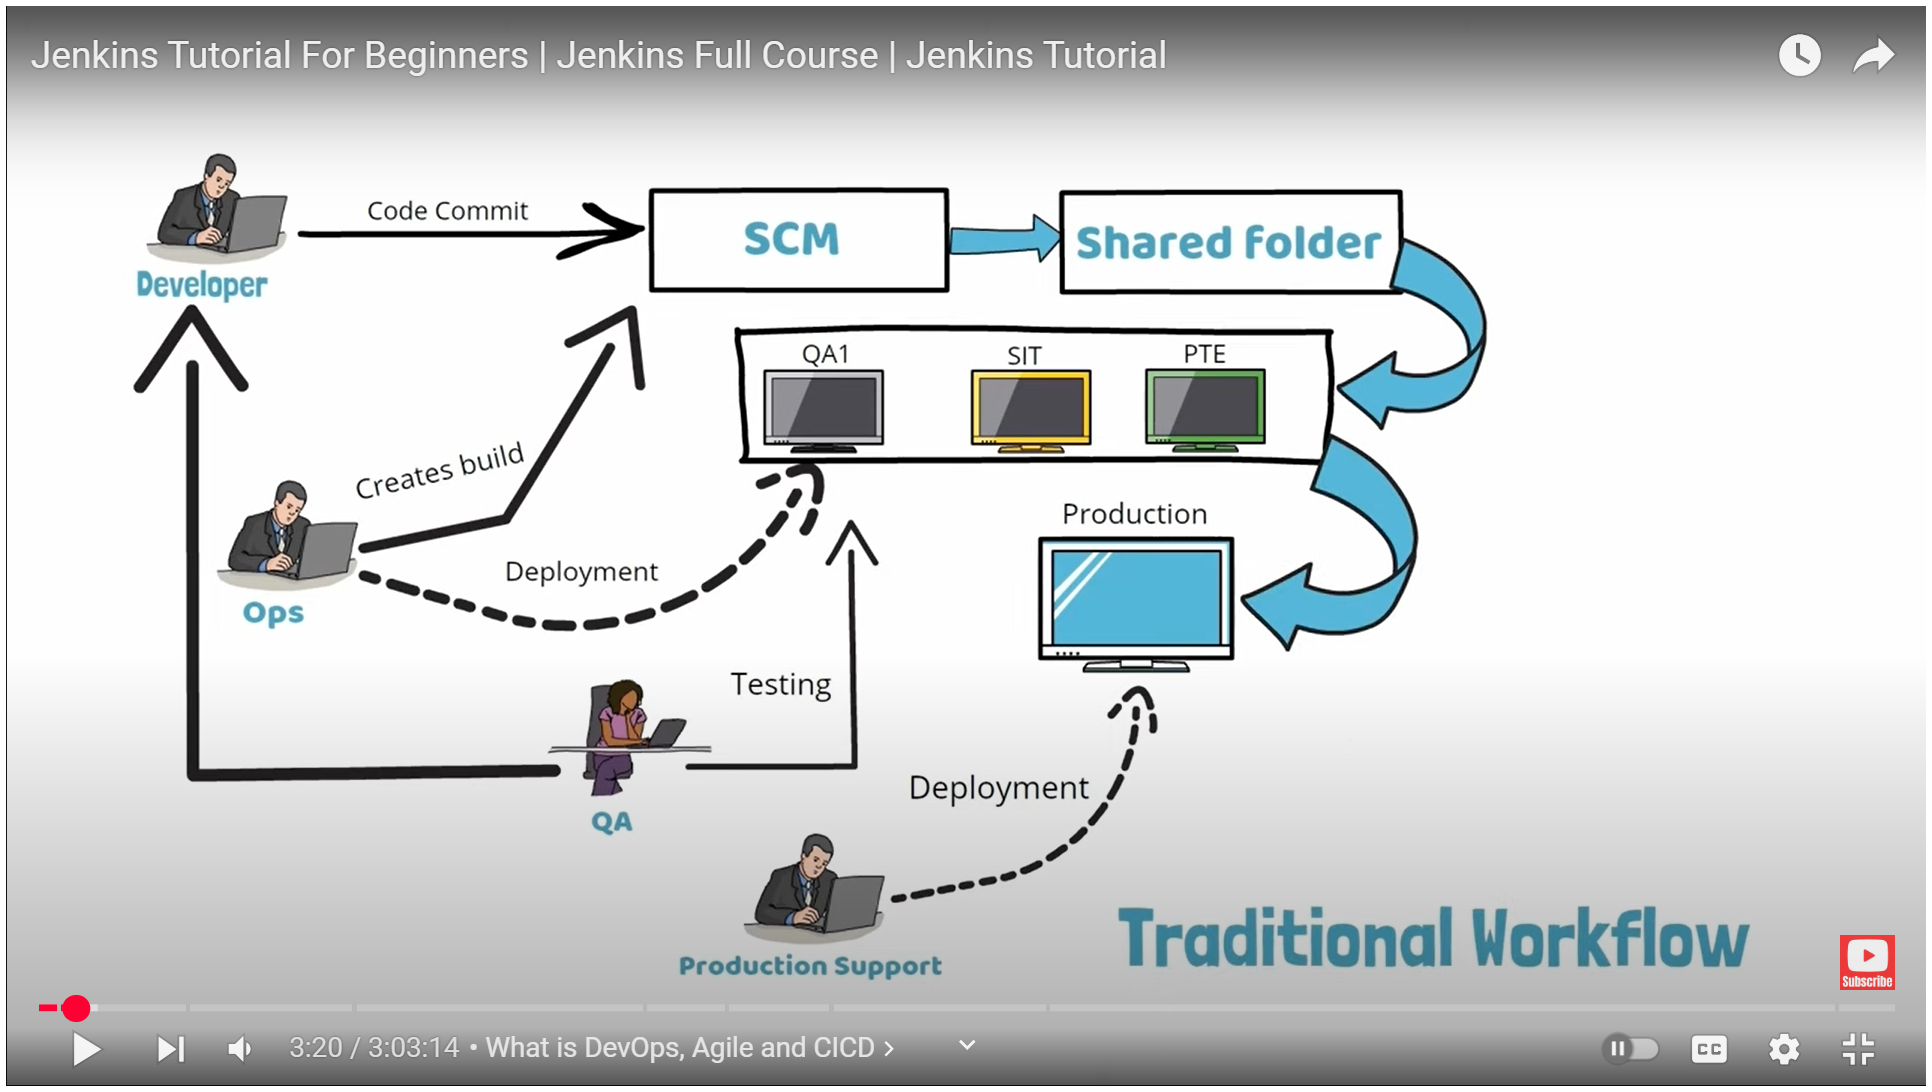 Jenkins Tutorial For Beginners | Jenkins Full Course | Jenkins Tutorial
Code Commit
SCM
Shared folder
Developer
QA1
SIT
PTE
Creates build
Production
Deployment
Ops
Testing
Deployment
QA
Production Support
Traditional Workflow
Subscribe
3:20 / 3:03:14 • What is DevOps, Agile and CICD >
CC